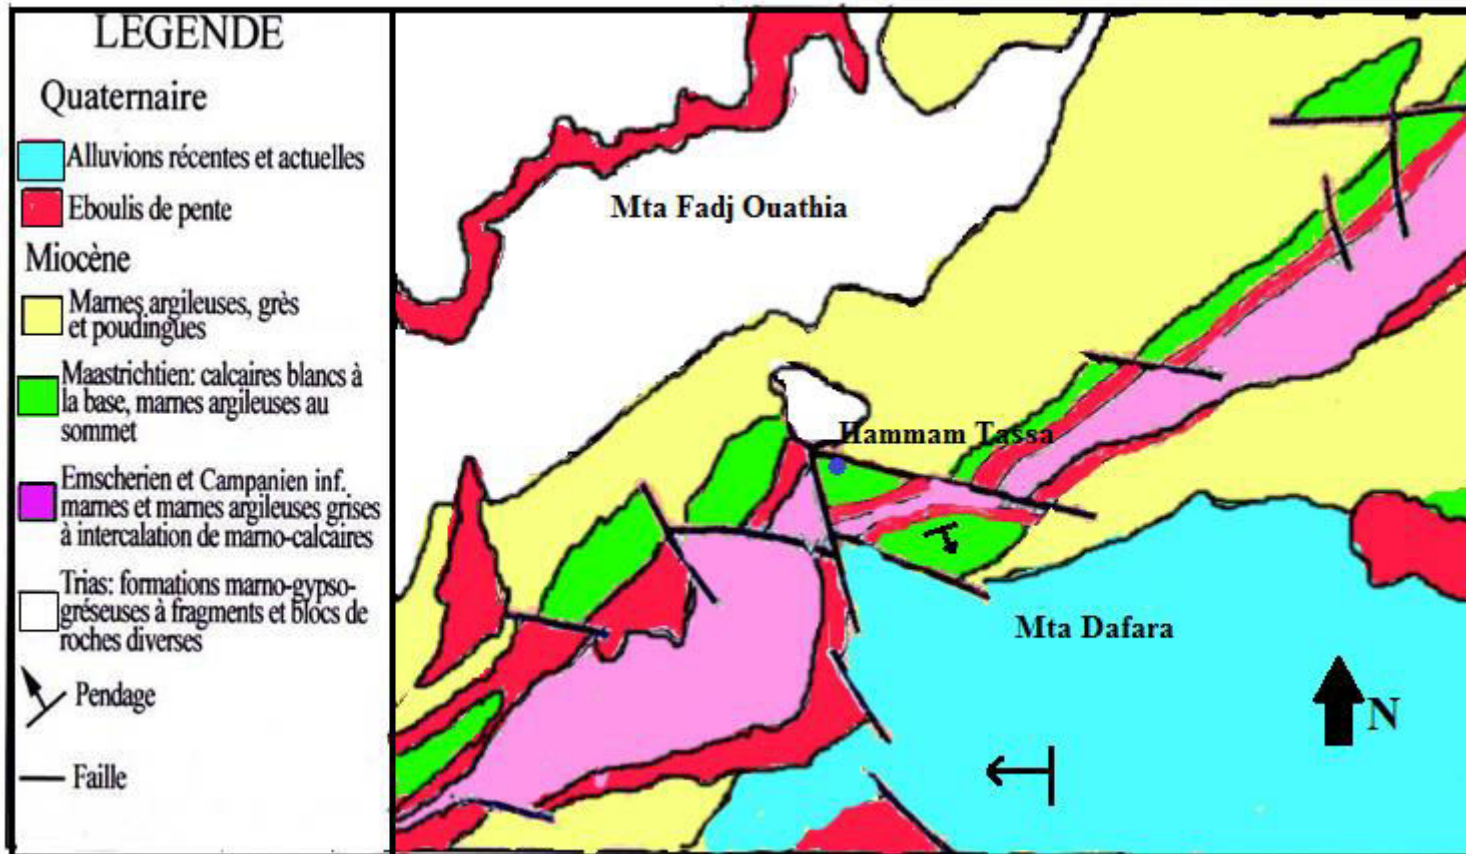 LEGENDE
Quaternaire
Alluvions récentes et actuelles
Eboulis de pente
Miocène
Marnes argileuses, grès
et poudingues
Maastrichtien: calcaires blancs à
la base, marnes argileuses au
sommet
Emscherien et Campanien inf.
marnes et marnes argileuses grises
à intercalation de marno-calcaires
Trias: formations marno-gypso-
gréseuses à fragments et blocs de
roches diverses
Pendage
Faille
Mta Fadj Ouathia
Hammam Tassa
Mta Dafara
N